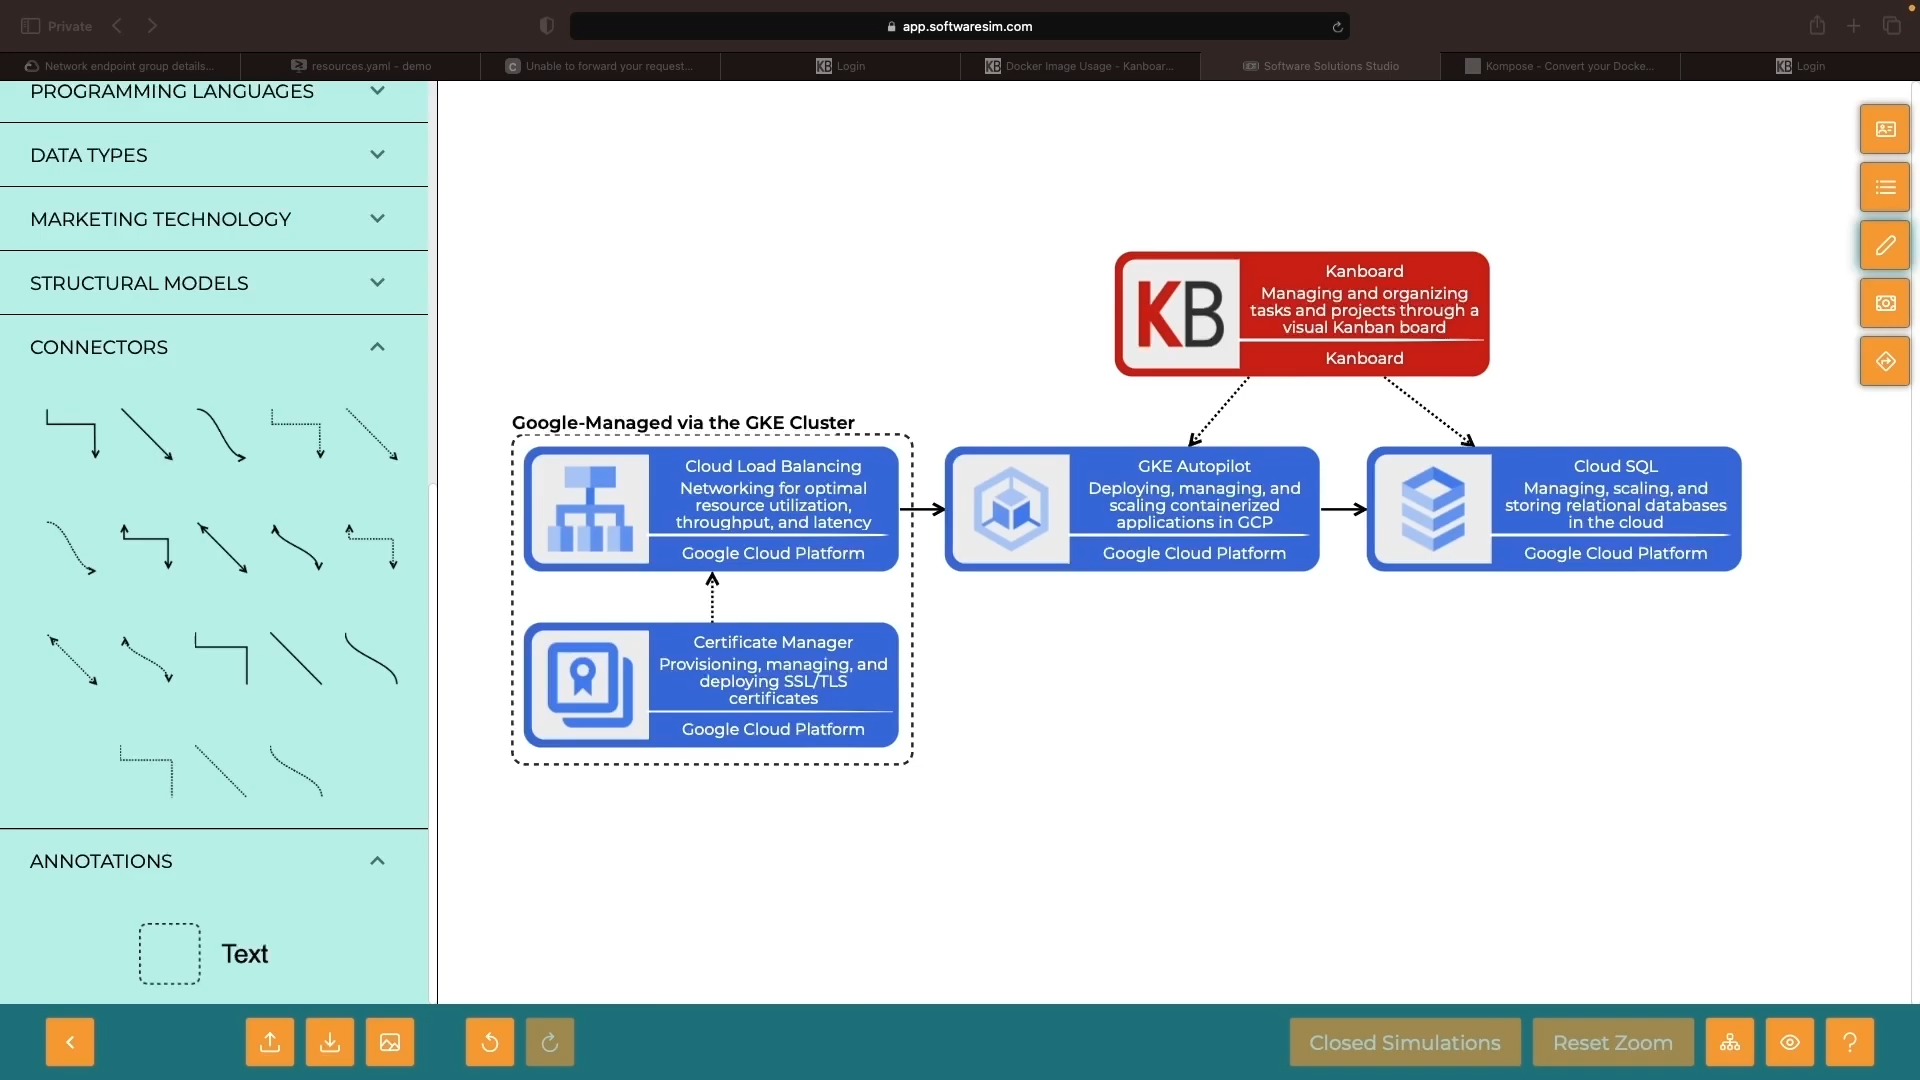 Private
app.softwaresim.com
Network endpoint group details...
resources.yaml – demo
Unable to forward your request...
KB Login
KB Docker Image Usage - Kanboar...
Software Solutions Studio
Kompose - Convert your Docke...
KB Login
PROGRAMMING LANGUAGES
DATA TYPES
MARKETING TECHNOLOGY
STRUCTURAL MODELS
CONNECTORS
ANNOTATIONS
Text
KB
Kanboard
Managing and organizing
tasks and projects through a
visual Kanban board
Kanboard
Google-Managed via the GKE Cluster
Cloud Load Balancing
Networking for optimal
resource utilization,
throughput, and latency
Google Cloud Platform
GKE Autopilot
Deploying, managing, and
scaling containerized
applications in GCP
Google Cloud Platform
Cloud SQL
Managing, scaling, and
storing relational databases
in the cloud
Google Cloud Platform
Certificate Manager
Provisioning, managing, and
deploying SSL/TLS
certificates
Google Cloud Platform
Closed Simulations
Reset Zoom
?